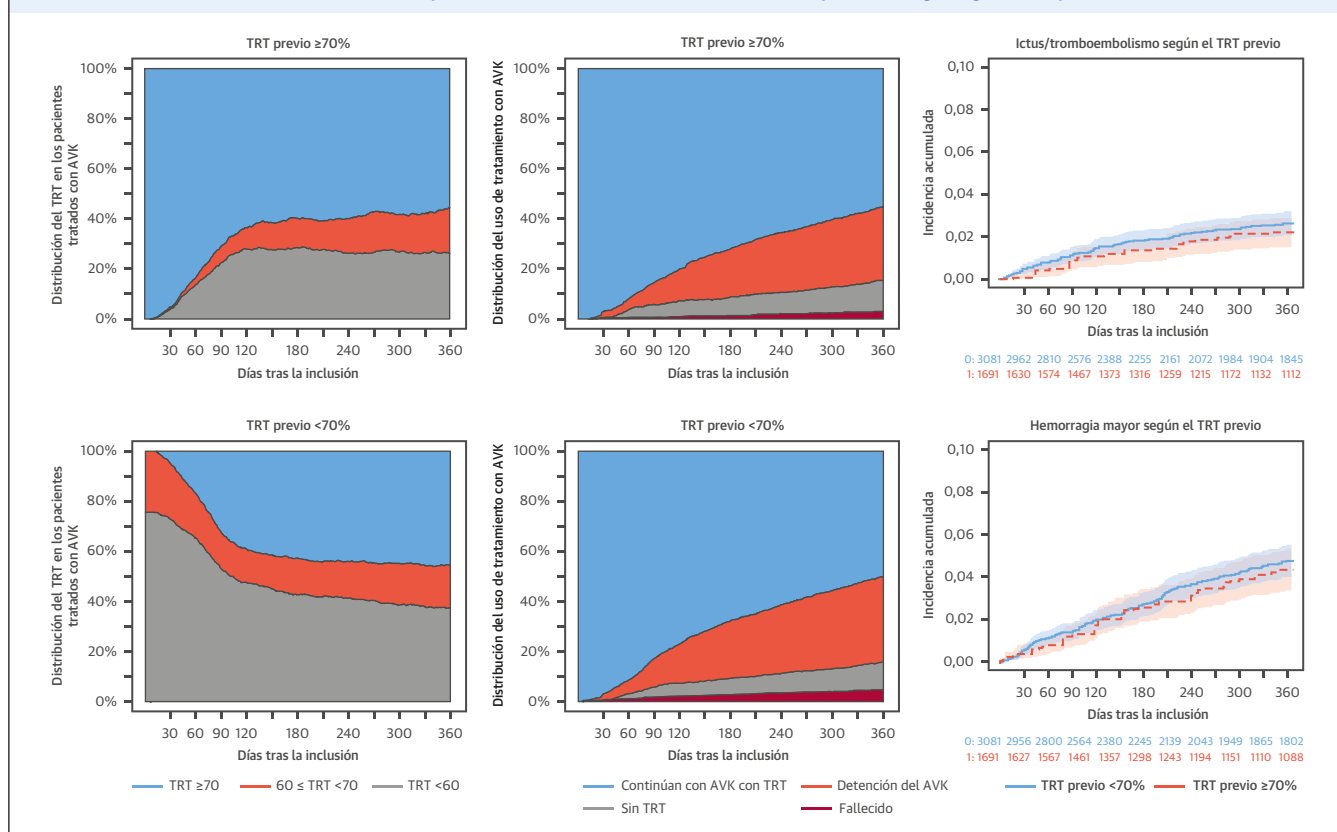 TRT previo ≥70%
Distribución del TRT en los pacientes
tratados con AVK
100%
80%
60%
40%
20%
0%
30 60 90 120 180 240 300 360
Días tras la inclusión
TRT previo ≥70%
Distribución del uso de tratamiento con AVK
100%
80%
60%
40%
20%
0%
30 60 90 120 180 240 300 360
Días tras la inclusión
Ictus/tromboembolismo según el TRT previo
Incidencia acumulada
0,10
0,08
0,06
0,04
0,02
0,00
30 60 90 120 180 240 300 360
Días tras la inclusión
0: 3081 2962 2810 2576 2388 2255 2161 2072 1984 1904 1845
1: 1691 1630 1574 1467 1373 1316 1259 1215 1172 1132 1112
TRT previo <70%
Distribución del TRT en los pacientes
tratados con AVK
100%
80%
60%
40%
20%
0%
30 60 90 120 180 240 300 360
Días tras la inclusión
TRT ≥70 60 ≤ TRT <70 TRT <60
TRT previo <70%
Distribución del uso de tratamiento con AVK
100%
80%
60%
40%
20%
0%
30 60 90 120 180 240 300 360
Días tras la inclusión
Continúan con AVK con TRT Detención del AVK
Sin TRT Fallecido
Hemorragia mayor según el TRT previo
Incidencia acumulada
0,10
0,08
0,06
0,04
0,02
0,00
30 60 90 120 180 240 300 360
Días tras la inclusión
0: 3081 2956 2800 2564 2380 2245 2139 2043 1949 1865 1802
1: 1691 1627 1567 1461 1357 1298 1243 1194 1151 1110 1088
TRT previo <70% TRT previo ≥70%